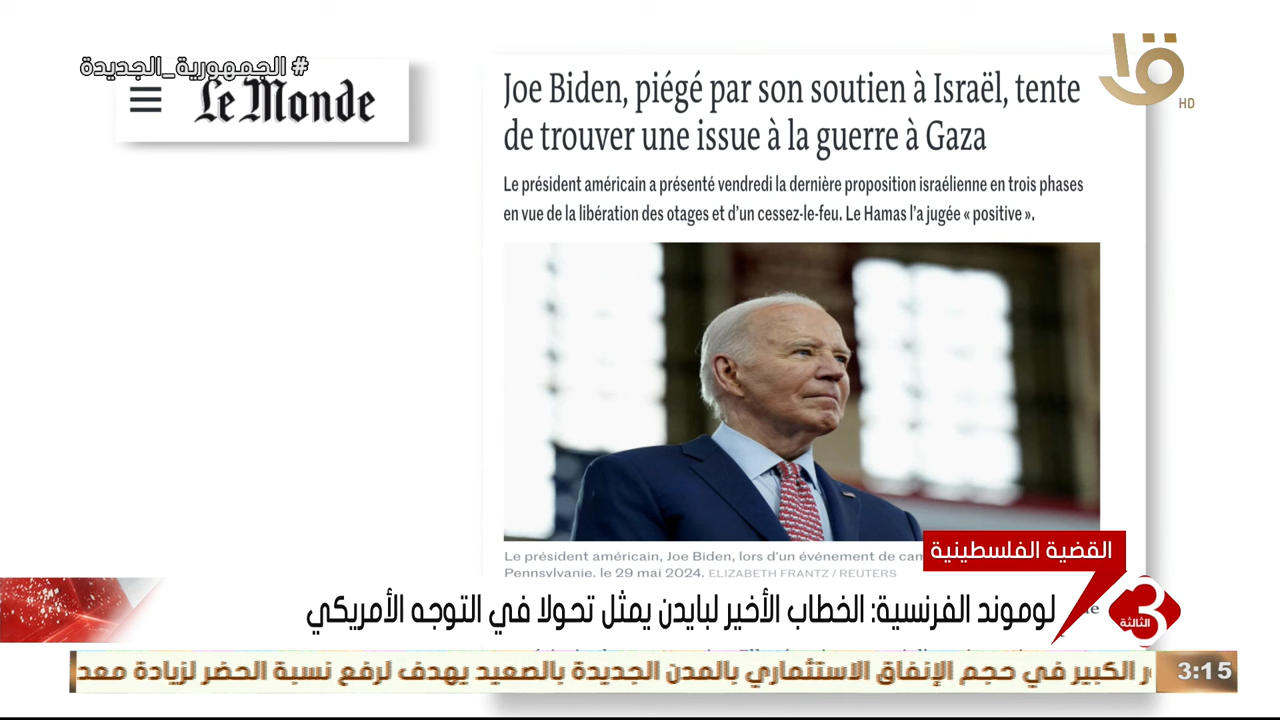 # الجمهورية_الجديدة
Le Monde
HD
Joe Biden, piégé par son soutien à Israël, tente
de trouver une issue à la guerre à Gaza
Le président américain a présenté vendredi la dernière proposition israélienne en trois phases
en vue de la libération des otages et d'un cessez-le-feu. Le Hamas l'a jugée « positive ».
Le président américain, Joe Biden, lors d'un événement de
Pennsylvanie, le 29 mai 2024. ELIZABETH FRANTZ / REUTERS
القضية الفلسطينية
لوموند الفرنسية: الخطاب الأخير لبايدن يمثل تحولا في التوجه الأمريكي
3
الثالثة
الكبير في حجم الإنفاق الاستثماري بالمدن الجديدة بالصعيد يهدف لرفع نسبة الحضر لزيادة
3:15